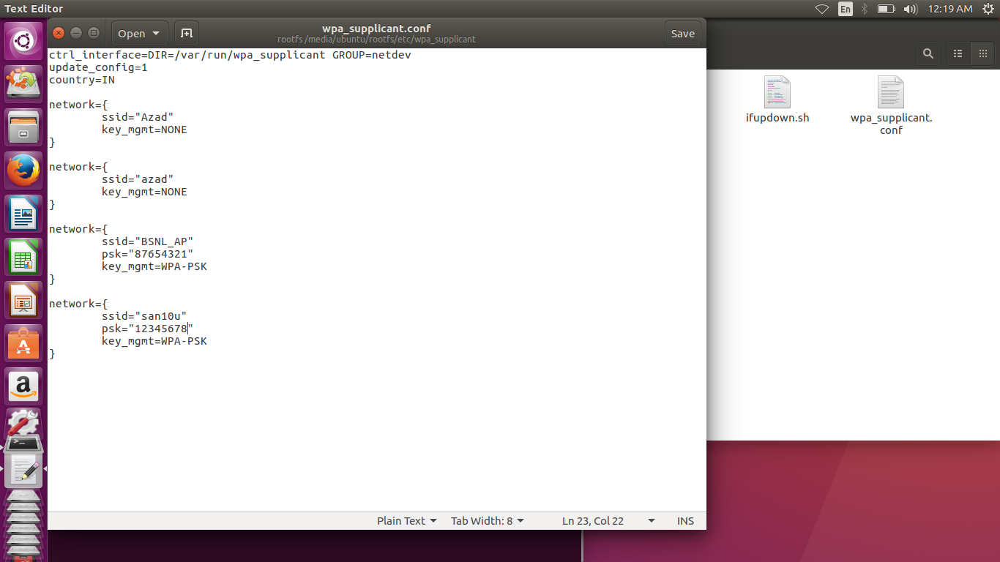 Text Editor
En
12:19 AM
Open
wpa_supplicant.conf
rootfs /media/ubuntu/rootfs/etc/wpa_supplicant
Save
ctrl_interface=DIR=/var/run/wpa_supplicant GROUP=netdev
update_config=1
country=IN
network={
ssid="Azad"
key_mgmt=NONE
}
network={
ssid="azad"
key_mgmt=NONE
}
network={
ssid="BSNL_AP"
psk="87654321"
key_mgmt=WPA-PSK
}
network={
ssid="san10u"
psk="12345678"
key_mgmt=WPA-PSK
}
ifupdown.sh
wpa_supplicant.
conf
Plain Text
Tab Width: 8
Ln 23, Col 22
INS